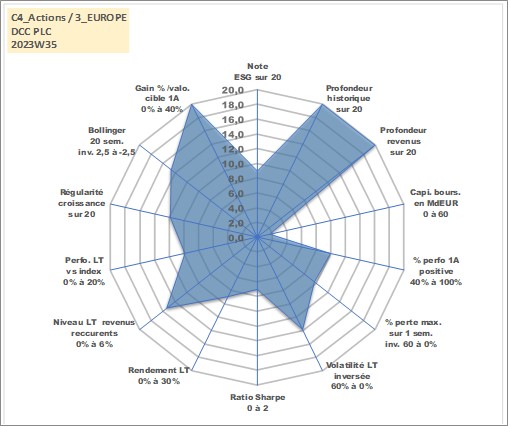 C4_Actions / 3_EUROPE
DCC PLC
2023W35
Note
ESG sur 20
Profondeur
historique
sur 20
Profondeur
revenus
sur 20
Capi. bours.
en MdEUR
0 à 60
% perfo 1A
positive
40% à 100%
% perte max.
sur 1 sem.
inv. 60 à 0%
Volatilité LT
inversée
60% à 0%
Ratio Sharpe
0 à 2
Rendement LT
0% à 30%
Niveau LT revenus
reccurents
0% à 6%
Perfo. LT
vs index
0% à 20%
Régularité
croissance
sur 20
Bollinger
20 sem.
inv. 2,5 à -2,5
Gain %/valo.
cible 1A
0% à 40%
20,0
18,0
16,0
14,0
12,0
10,0
8,0
6,0
4,0
2,0
0,0